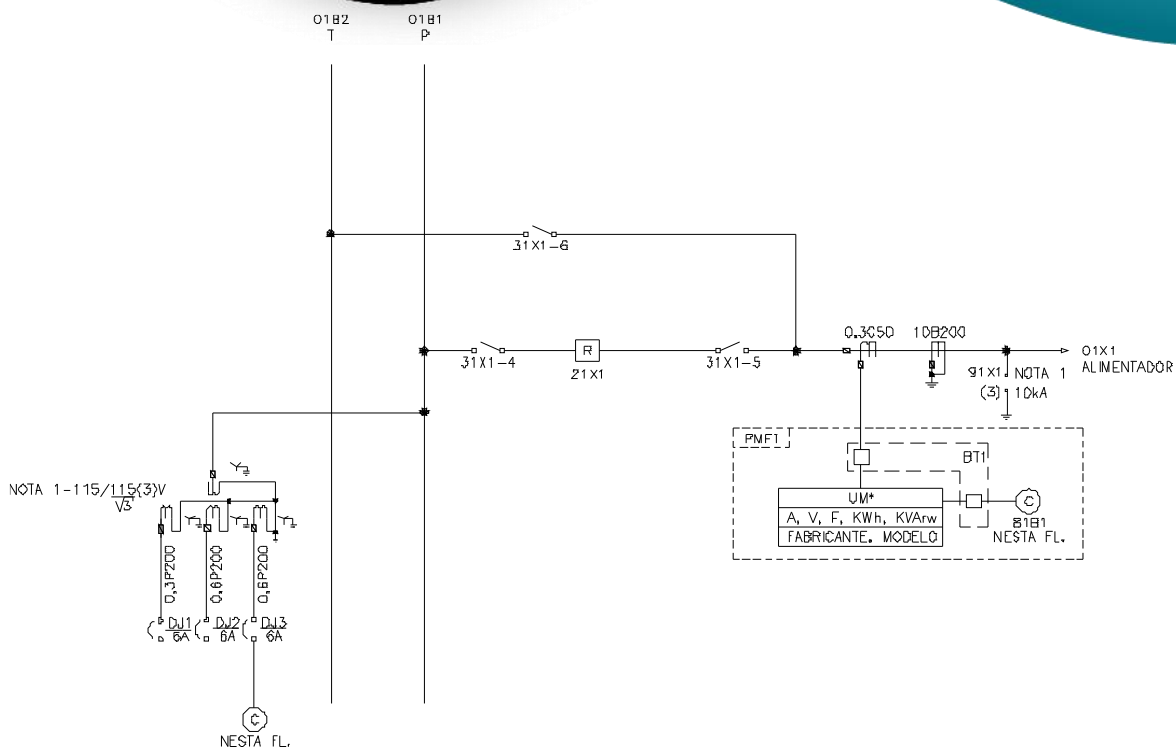 01B2
T
01B1
P
31X1-6
31X1-4
R
21X1
31X1-5
0.3C50
10B200
91X1
NOTA 1
(3)
10kA
01X1
ALIMENTADOR
PMFT
BT1
UM*
A, V, F, KWh, KVArw
FABRICANTE. MODELO
C
81B1
NESTA FL.
NOTA 1-115/115(3)V
√3
0,3P200
0,6P200
0,6P200
DJ1
6A
DJ2
6A
DJ3
6A
C
NESTA FL.